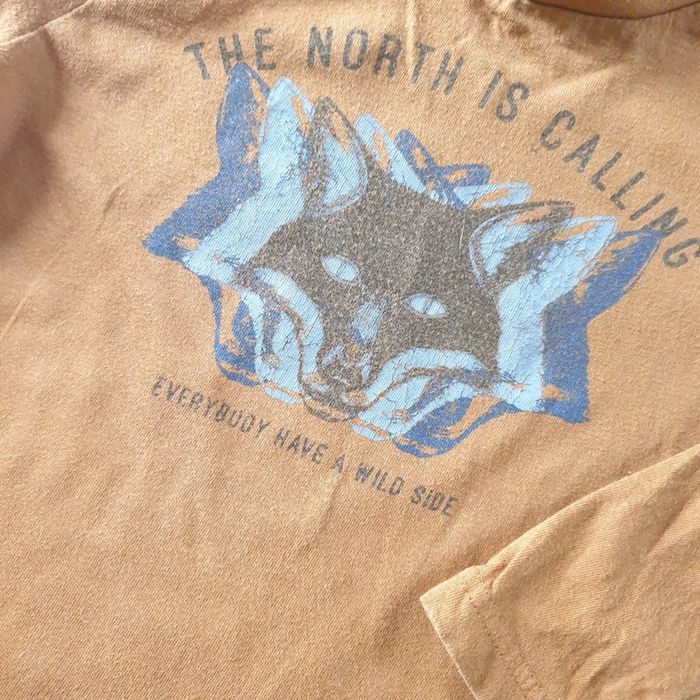 THE NORTH IS CALLING
EVERYBODY HAVE A WILD SIDE